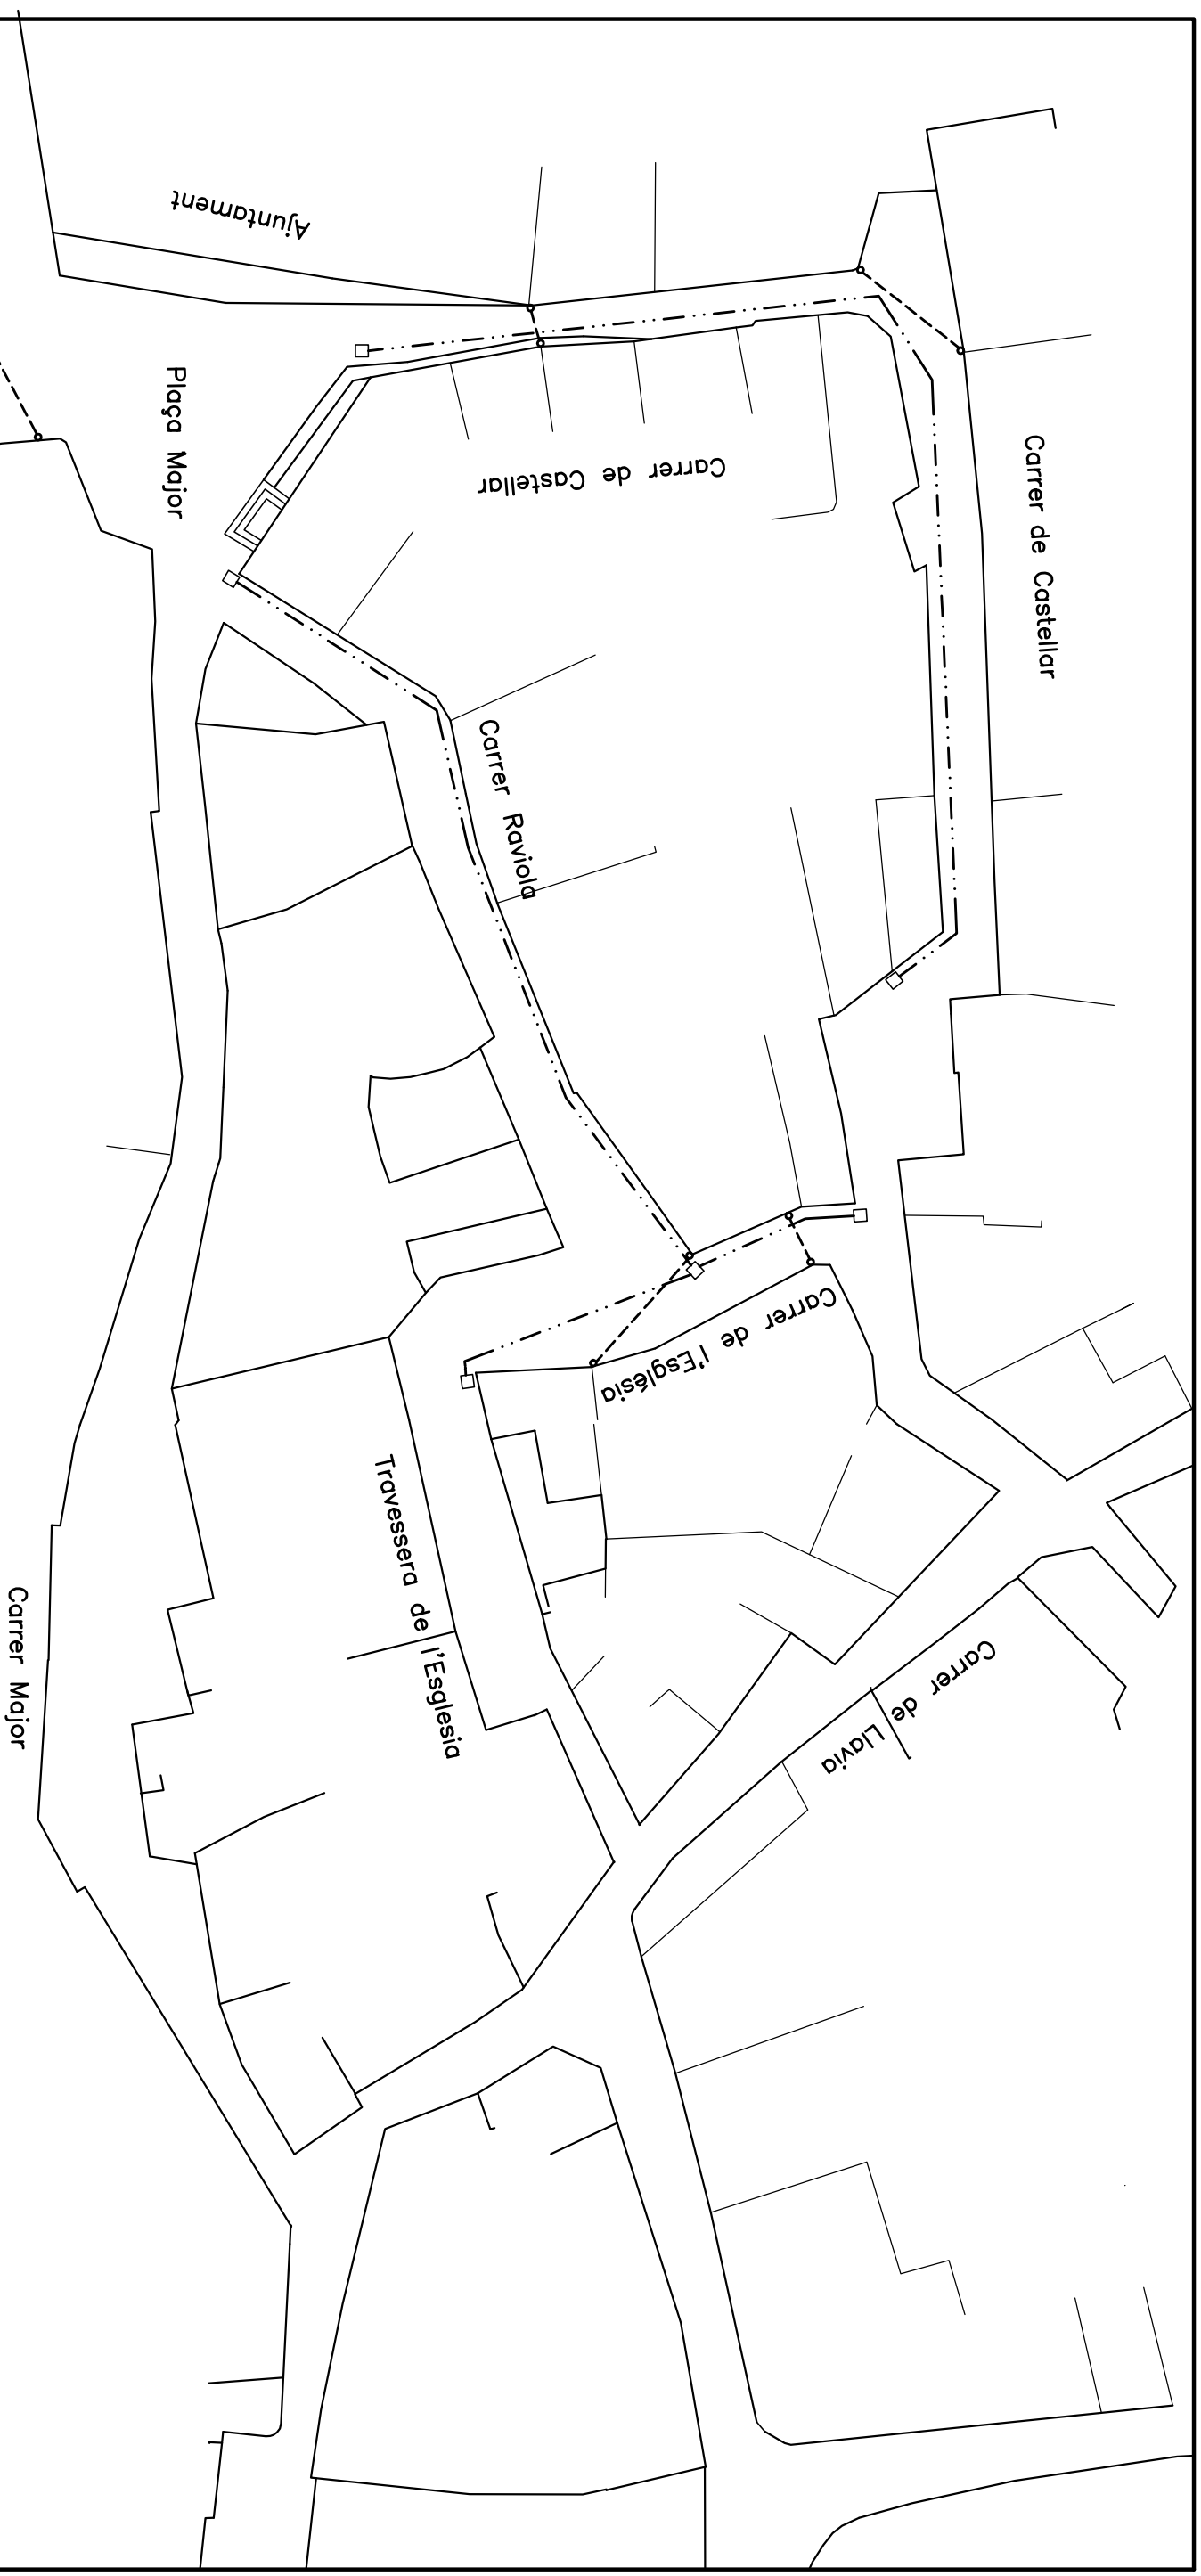 Ajuntament
Plaça Major
Carrer de Castellar
Carrer de Castellar
Carrer Raviola
Carrer de l'Església
Travessera de l'Esglesia
Carrer Major
Carrer de Llavia